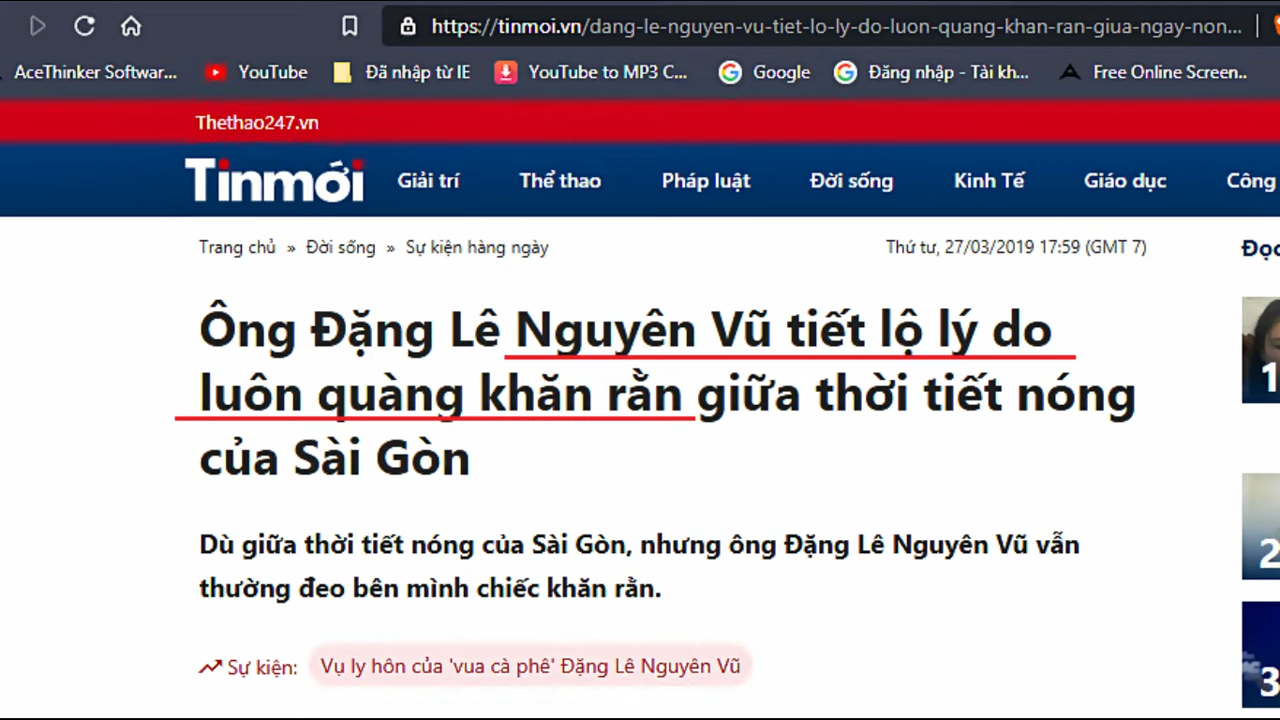 https://tinmoi.vn/dang-le-nguyen-vu-tiet-lo-ly-do-luon-quang-khan-ran-giua-ngay-non...
AceThinker Softwar... YouTube Đã nhập từ IE YouTube to MP3 C... Google Đăng nhập - Tài kh... Free Online Screen..
Thethao247.vn
Tinmới Giải trí Thể thao Pháp luật Đời sống Kinh Tế Giáo dục Công
Trang chủ » Đời sống » Sự kiện hàng ngày Thứ tư, 27/03/2019 17:59 (GMT 7)
Ông Đặng Lê Nguyên Vũ tiết lộ lý do
luôn quàng khăn rằn giữa thời tiết nóng
của Sài Gòn
Dù giữa thời tiết nóng của Sài Gòn, nhưng ông Đặng Lê Nguyên Vũ vẫn
thường đeo bên mình chiếc khăn rằn.
Sự kiện: Vụ ly hôn của 'vua cà phê' Đặng Lê Nguyên Vũ
1
2
3